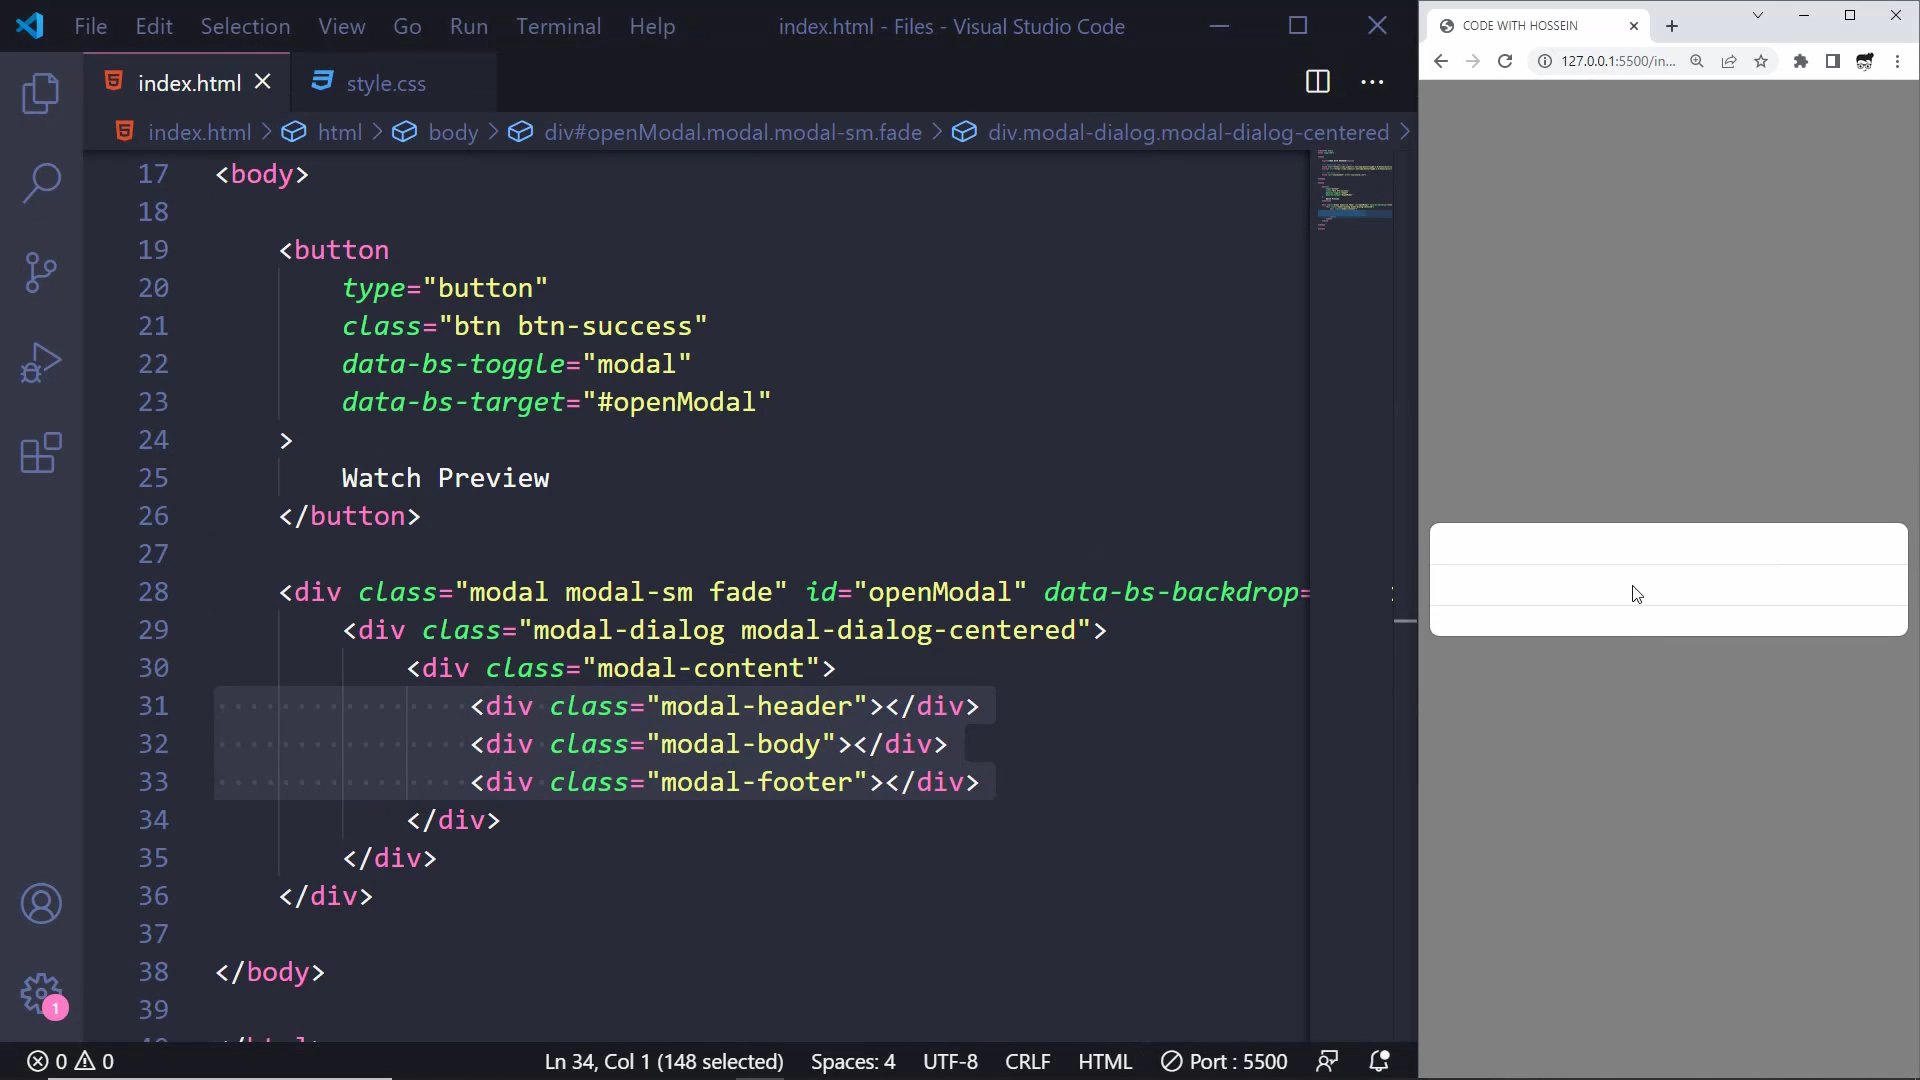 File Edit Selection View Go Run Terminal Help index.html - Files - Visual Studio Code
index.html style.css
index.html html body div#openModal.modal.modal-sm.fade div.modal-dialog.modal-dialog-centered
17 <body>
18
19 <button
20 type="button"
21 class="btn btn-success"
22 data-bs-toggle="modal"
23 data-bs-target="#openModal"
24 >
25 Watch Preview
26 </button>
27
28 <div class="modal modal-sm fade" id="openModal" data-bs-backdrop=
29 <div class="modal-dialog modal-dialog-centered">
30 <div class="modal-content">
31 <div class="modal-header"></div>
32 <div class="modal-body"></div>
33 <div class="modal-footer"></div>
34 </div>
35 </div>
36 </div>
37
38 </body>
39
1
0 0 Ln 34, Col 1 (148 selected) Spaces: 4 UTF-8 CRLF HTML Port : 5500
CODE WITH HOSSEIN
127.0.0.1:5500/in...